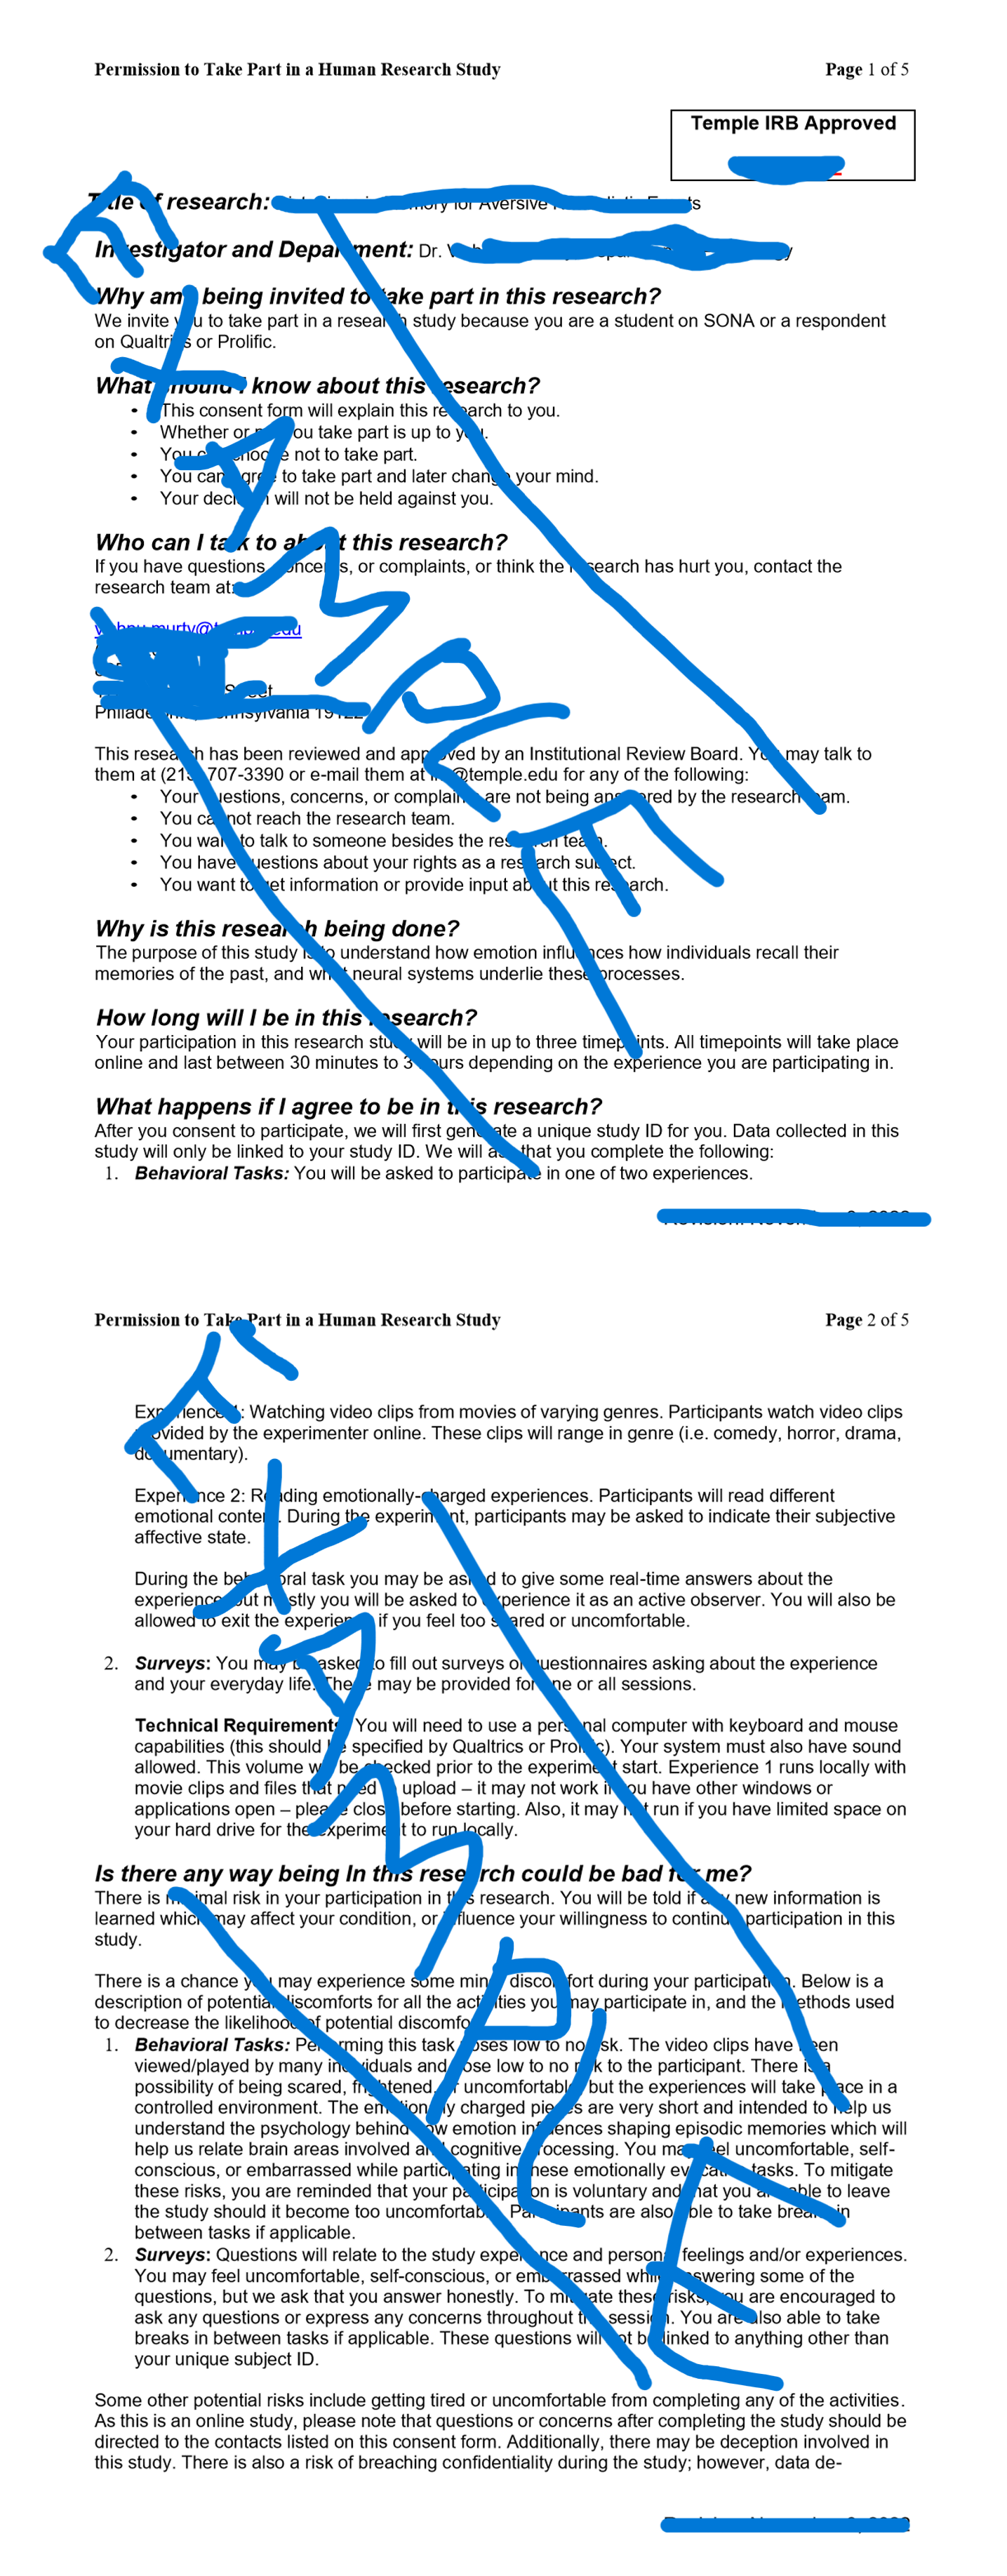 Permission to Take Part in a Human Research Study Page 1 of 5
Temple IRB Approved
Title of research:
Investigator and Department: Dr.
Why am being invited to take part in this research?
We invite you to take part in a research study because you are a student on SONA or a respondent
on Qualtrics or Prolific.
What should I know about this research?
• This consent form will explain this research to you.
• Whether or not you take part is up to you.
• You can choose not to take part.
• You can agree to take part and later change your mind.
• Your decision will not be held against you.
Who can I talk to about this research?
If you have questions, concerns, or complaints, or think the research has hurt you, contact the
research team at:
Philadelphia, Pennsylvania 19122
This research has been reviewed and approved by an Institutional Review Board. You may talk to
them at (215) 707-3390 or e-mail them at irb@temple.edu for any of the following:
• Your questions, concerns, or complaints are not being answered by the research team.
• You cannot reach the research team.
• You want to talk to someone besides the research team.
• You have questions about your rights as a research subject.
• You want to get information or provide input about this research.
Why is this research being done?
The purpose of this study is to understand how emotion influences how individuals recall their
memories of the past, and what neural systems underlie these processes.
How long will I be in this research?
Your participation in this research study will be in up to three timepoints. All timepoints will take place
online and last between 30 minutes to 3 hours depending on the experience you are participating in.
What happens if I agree to be in this research?
After you consent to participate, we will first generate a unique study ID for you. Data collected in this
study will only be linked to your study ID. We will ask that you complete the following:
1. Behavioral Tasks: You will be asked to participate in one of two experiences.
EXAMPLE
Permission to Take Part in a Human Research Study Page 2 of 5
Experience 1: Watching video clips from movies of varying genres. Participants watch video clips
provided by the experimenter online. These clips will range in genre (i.e. comedy, horror, drama,
documentary).
Experience 2: Reading emotionally-charged experiences. Participants will read different
emotional content. During the experiment, participants may be asked to indicate their subjective
affective state.
During the behavioral task you may be asked to give some real-time answers about the
experience, but mostly you will be asked to experience it as an active observer. You will also be
allowed to exit the experience if you feel too scared or uncomfortable.
2. Surveys: You may be asked to fill out surveys or questionnaires asking about the experience
and your everyday life. These may be provided for one or all sessions.
Technical Requirements: You will need to use a personal computer with keyboard and mouse
capabilities (this should be specified by Qualtrics or Prolific). Your system must also have sound
allowed. This volume will be checked prior to the experiment start. Experience 1 runs locally with
movie clips and files that need to upload – it may not work if you have other windows or
applications open – please close before starting. Also, it may not run if you have limited space on
your hard drive for the experiment to run locally.
Is there any way being In this research could be bad for me?
There is minimal risk in your participation in this research. You will be told if any new information is
learned which may affect your condition, or influence your willingness to continue participation in this
study.
There is a chance you may experience some minor discomfort during your participation. Below is a
description of potential discomforts for all the activities you may participate in, and the methods used
to decrease the likelihood of potential discomfort
1. Behavioral Tasks: Performing this task poses low to no risk. The video clips have been
viewed/played by many individuals and pose low to no risk to the participant. There is a
possibility of being scared, frightened, or uncomfortable, but the experiences will take place in a
controlled environment. The emotionally charged pieces are very short and intended to help us
understand the psychology behind how emotion influences shaping episodic memories which will
help us relate brain areas involved and cognitive processing. You may feel uncomfortable, self-
conscious, or embarrassed while participating in these emotionally evocative tasks. To mitigate
these risks, you are reminded that your participation is voluntary and that you are able to leave
the study should it become too uncomfortable. Participants are also able to take breaks in
between tasks if applicable.
2. Surveys: Questions will relate to the study experience and personal feelings and/or experiences.
You may feel uncomfortable, self-conscious, or embarrassed while answering some of the
questions, but we ask that you answer honestly. To mitigate these risks, you are encouraged to
ask any questions or express any concerns throughout the session. You are also able to take
breaks in between tasks if applicable. These questions will not be linked to anything other than
your unique subject ID.
Some other potential risks include getting tired or uncomfortable from completing any of the activities.
As this is an online study, please note that questions or concerns after completing the study should be
directed to the contacts listed on this consent form. Additionally, there may be deception involved in
this study. There is also a risk of breaching confidentiality during the study; however, data de-
EXAMPLE